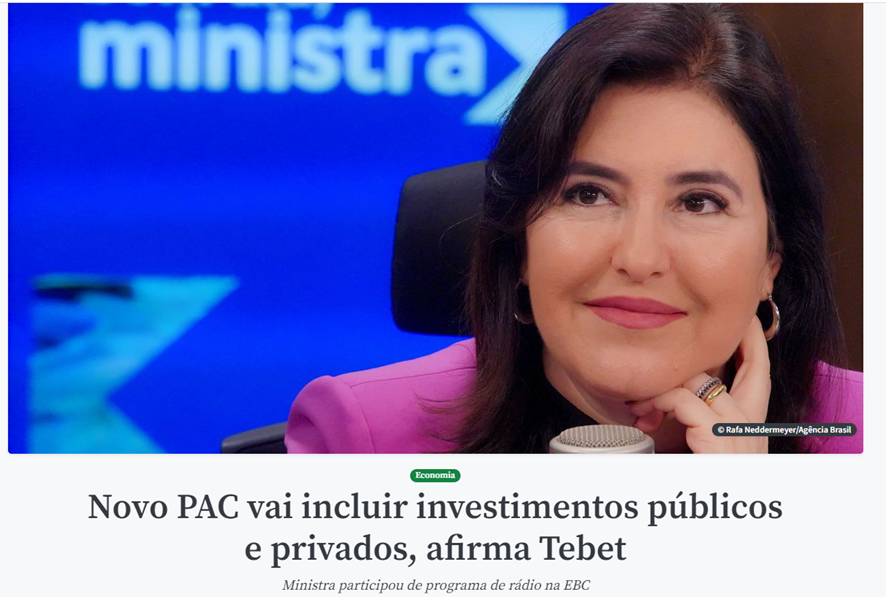 ministra
© Rafa Neddermeyer/Agência Brasil
Economia
Novo PAC vai incluir investimentos públicos
e privados, afirma Tebet
Ministra participou de programa de rádio na EBC